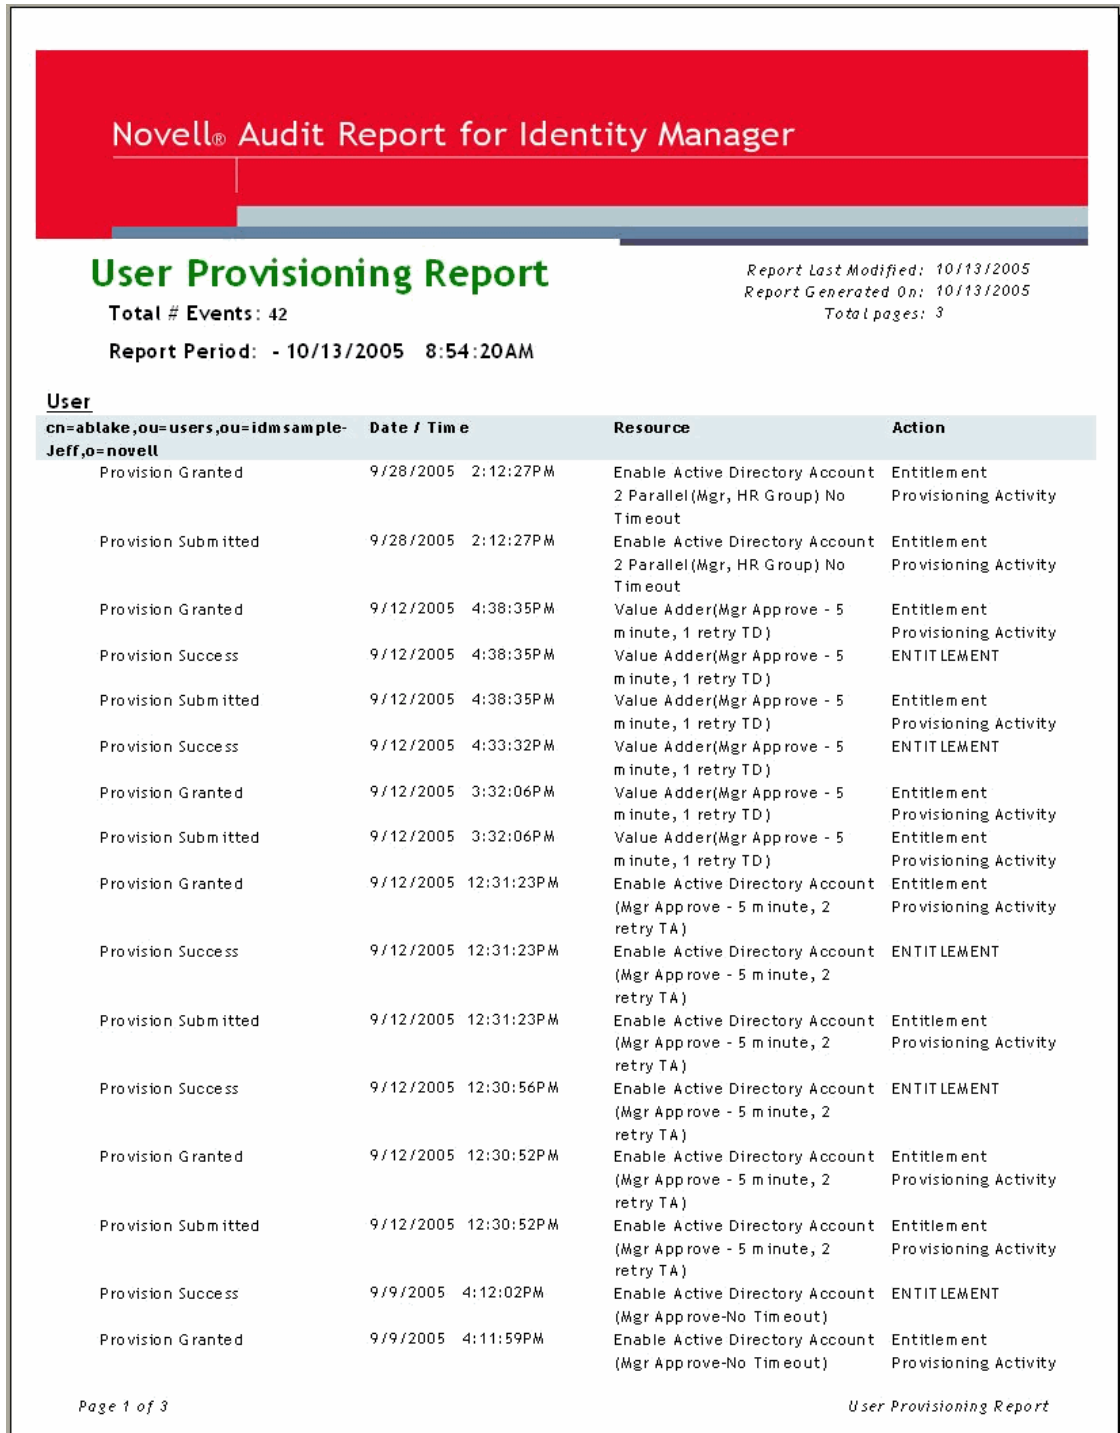 Novell® Audit Report for Identity Manager
User Provisioning Report
Report Last Modified: 10/13/2005
Report Generated On: 10/13/2005
Total pages: 3
Total # Events: 42
Report Period: - 10/13/2005 8:54:20AM
User
cn=ablake,ou=users,ou=idmsample- Date / Time Resource Action
Jeff,o=novell
Provision Granted 9/28/2005 2:12:27PM Enable Active Directory Account Entitlement
2 Parallel(Mgr, HR Group) No Provisioning Activity
Timeout
Provision Submitted 9/28/2005 2:12:27PM Enable Active Directory Account Entitlement
2 Parallel(Mgr, HR Group) No Provisioning Activity
Timeout
Provision Granted 9/12/2005 4:38:35PM Value Adder(Mgr Approve - 5 Entitlement
minute, 1 retry TD) Provisioning Activity
Provision Success 9/12/2005 4:38:35PM Value Adder(Mgr Approve - 5 ENTITLEMENT
minute, 1 retry TD)
Provision Submitted 9/12/2005 4:38:35PM Value Adder(Mgr Approve - 5 Entitlement
minute, 1 retry TD) Provisioning Activity
Provision Success 9/12/2005 4:33:32PM Value Adder(Mgr Approve - 5 ENTITLEMENT
minute, 1 retry TD)
Provision Granted 9/12/2005 3:32:06PM Value Adder(Mgr Approve - 5 Entitlement
minute, 1 retry TD) Provisioning Activity
Provision Submitted 9/12/2005 3:32:06PM Value Adder(Mgr Approve - 5 Entitlement
minute, 1 retry TD) Provisioning Activity
Provision Granted 9/12/2005 12:31:23PM Enable Active Directory Account Entitlement
(Mgr Approve - 5 minute, 2 Provisioning Activity
retry TA)
Provision Success 9/12/2005 12:31:23PM Enable Active Directory Account ENTITLEMENT
(Mgr Approve - 5 minute, 2
retry TA)
Provision Submitted 9/12/2005 12:31:23PM Enable Active Directory Account Entitlement
(Mgr Approve - 5 minute, 2 Provisioning Activity
retry TA)
Provision Success 9/12/2005 12:30:56PM Enable Active Directory Account ENTITLEMENT
(Mgr Approve - 5 minute, 2
retry TA)
Provision Granted 9/12/2005 12:30:52PM Enable Active Directory Account Entitlement
(Mgr Approve - 5 minute, 2 Provisioning Activity
retry TA)
Provision Submitted 9/12/2005 12:30:52PM Enable Active Directory Account Entitlement
(Mgr Approve - 5 minute, 2 Provisioning Activity
retry TA)
Provision Success 9/9/2005 4:12:02PM Enable Active Directory Account ENTITLEMENT
(Mgr Approve-No Timeout)
Provision Granted 9/9/2005 4:11:59PM Enable Active Directory Account Entitlement
(Mgr Approve-No Timeout) Provisioning Activity
Page 1 of 3 User Provisioning Report